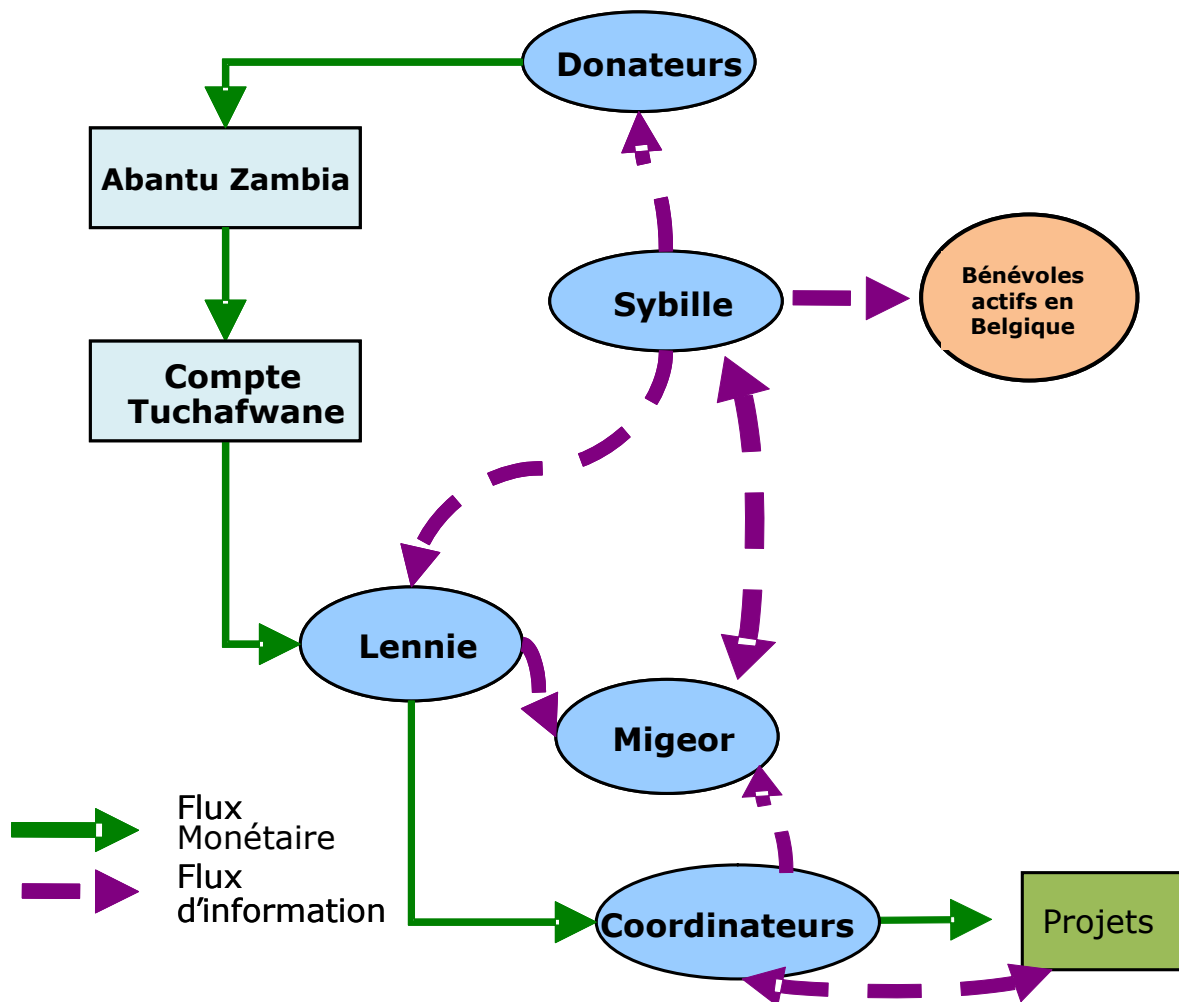 Donateurs
Abantu Zambia
Sybille
Bénévoles
actifs en
Belgique
Compte
Tuchafwane
Lennie
Migeor
Flux
Monétaire
Flux
d'information
Coordinateurs
Projets